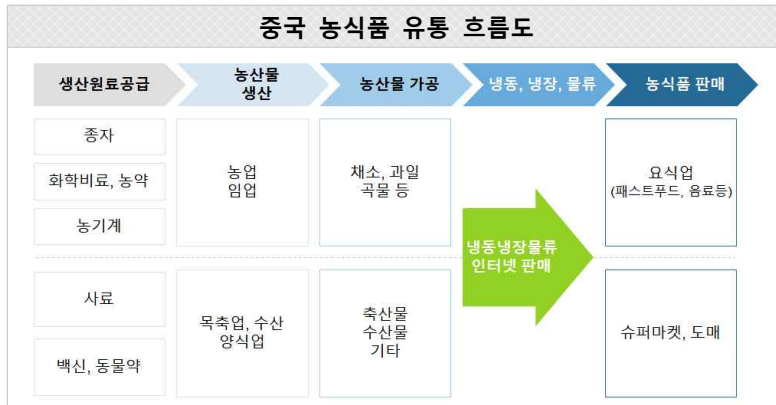 중국 농식품 유통 흐름도
생산원료공급
농산물
생산
농산물 가공
냉동, 냉장, 물류
농식품 판매
종자
화학비료, 농약
농기계
농업
임업
채소, 과일
곡물 등
요식업
(패스트푸드, 음료등)
냉동냉장물류
인터넷 판매
사료
백신, 동물약
목축업, 수산
양식업
축산물
수산물
기타
슈퍼마켓, 도매